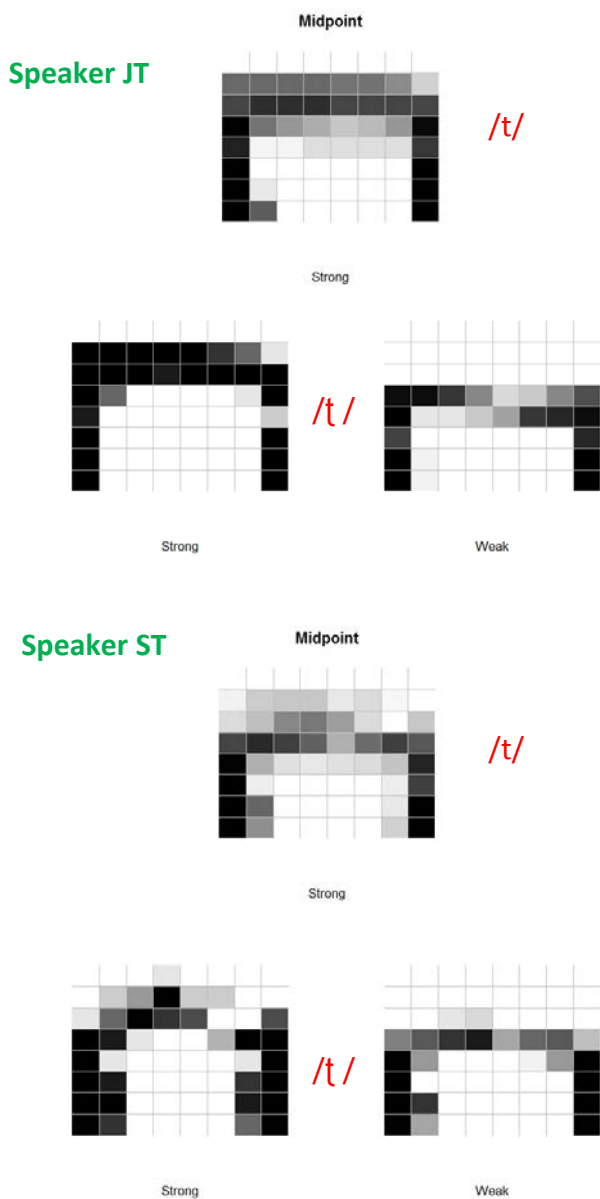 Midpoint
Speaker JT
/t/
Strong
/ʈ /
Strong
Weak
Midpoint
Speaker ST
/t/
Strong
/ʈ /
Strong
Weak